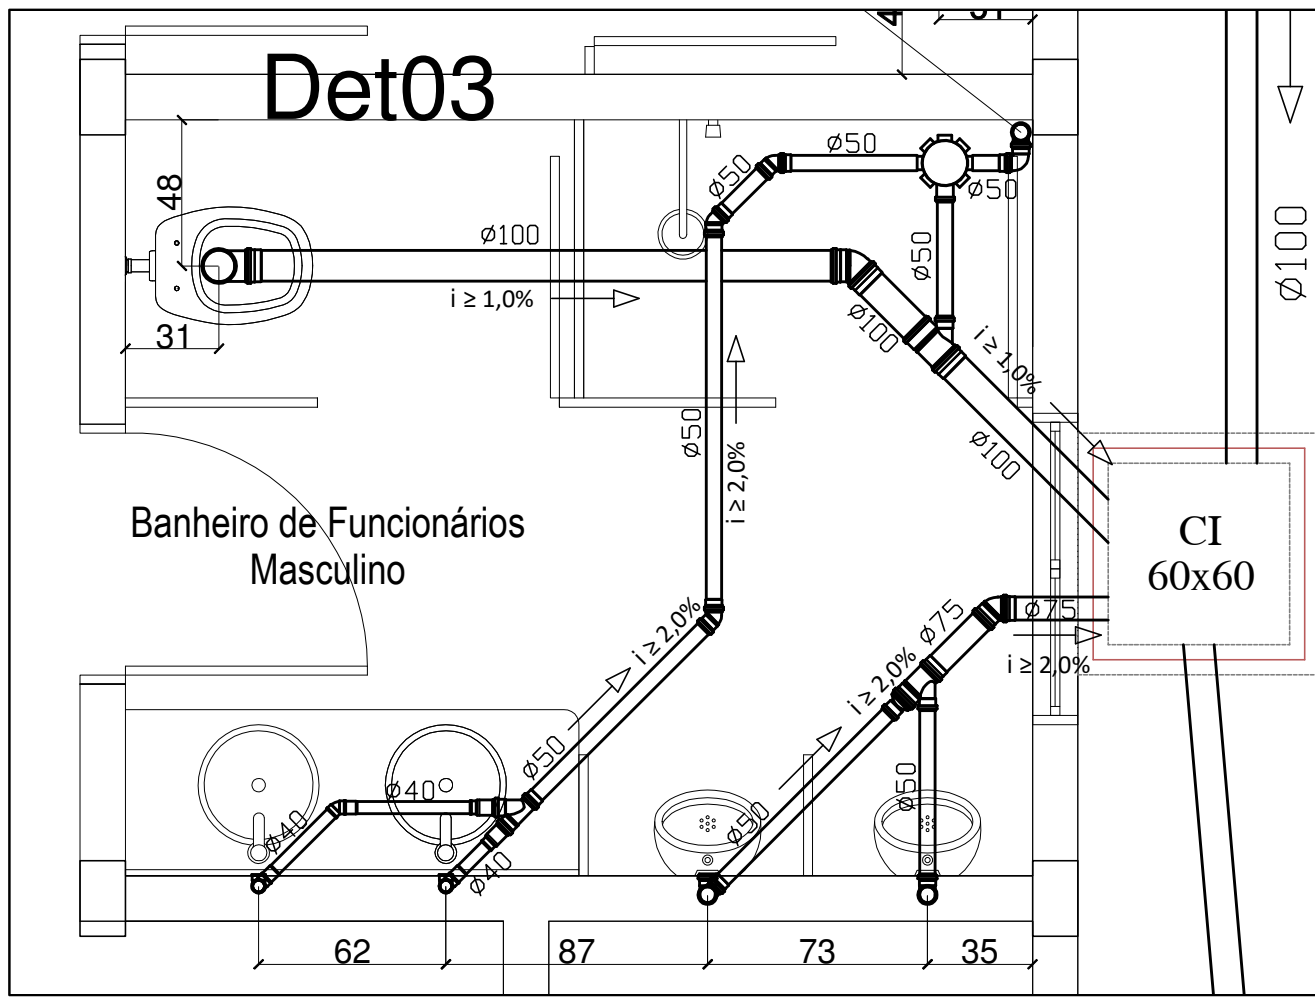 Det03
ø50
ø50
ø50
48
ø100
ø50
ø100
i ≥ 1,0%
31
ø100
i ≥ 1,0%
ø50
i ≥ 2,0%
ø100
Banheiro de Funcionários
Masculino
CI
60x60
i ≥ 2,0%
ø75
ø75
i ≥ 2,0%
i ≥ 2,0%
ø50
ø40
ø40
ø40
ø50
ø50
62
87
73
35